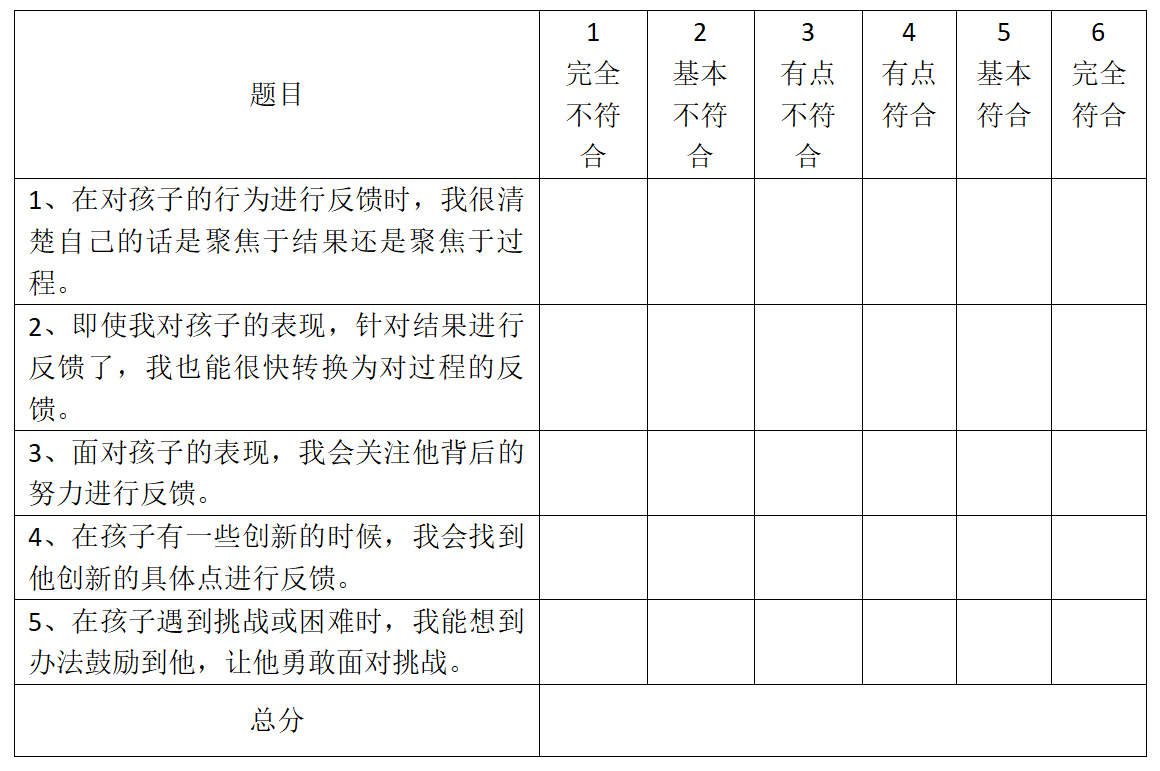 题目
1
完全
不符
合
2
基本
不符
合
3
有点
不符
合
4
有点
符合
5
基本
符合
6
完全
符合
1、在对孩子的行为进行反馈时，我很清
楚自己的话是聚焦于结果还是聚焦于过
程。
2、即使我对孩子的表现，针对结果进行
反馈了，我也能很快转换为对过程的反
馈。
3、面对孩子的表现，我会关注他背后的
努力进行反馈。
4、在孩子有一些创新的时候，我会找到
他创新的具体点进行反馈。
5、在孩子遇到挑战或困难时，我能想到
办法鼓励到他，让他勇敢面对挑战。
总分